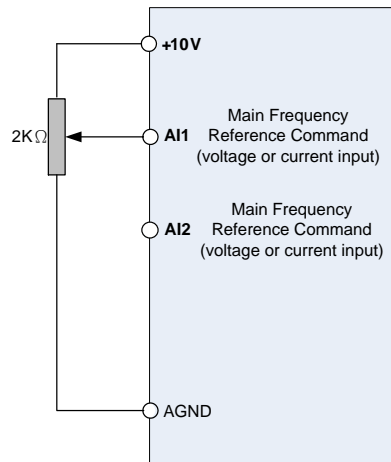 +10V
2KΩ
AI1
Main Frequency
Reference Command
(voltage or current input)
AI2
Main Frequency
Reference Command
(voltage or current input)
AGND